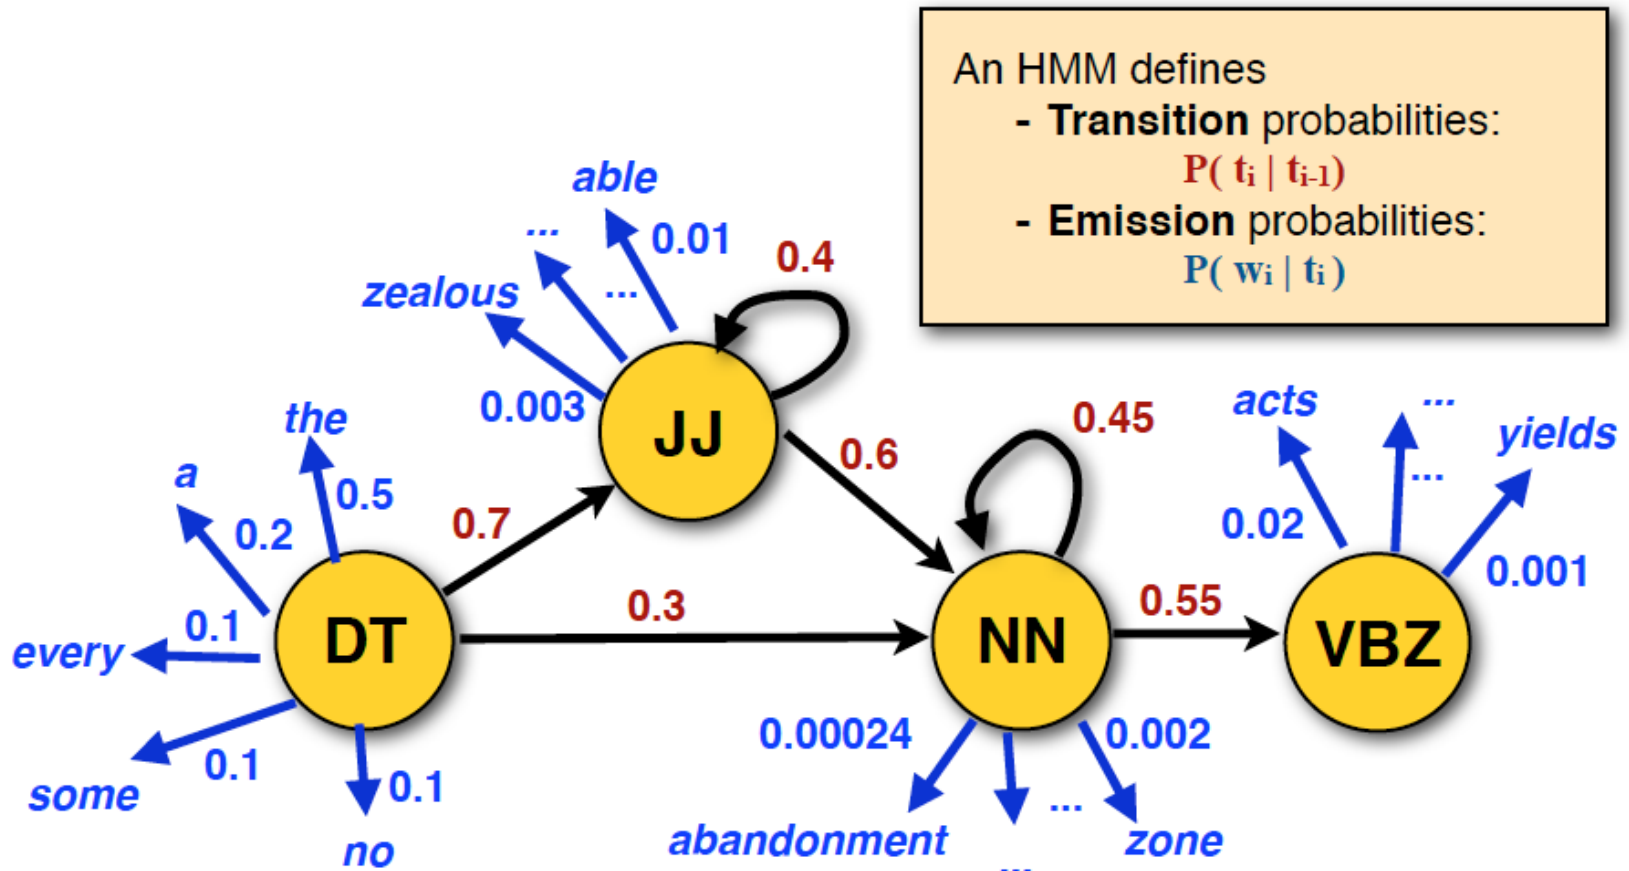 An HMM defines
- Transition probabilities:
P( ti | ti-1)
- Emission probabilities:
P( wi | ti )
able
...
0.01
0.4
zealous
...
0.003
JJ
the
a
0.5
0.2
0.7
0.6
0.45
acts
...
yields
...
0.02
0.001
every
0.1
DT
0.3
NN
0.55
VBZ
some
0.1
0.1
no
0.00024
0.002
abandonment
...
...
zone